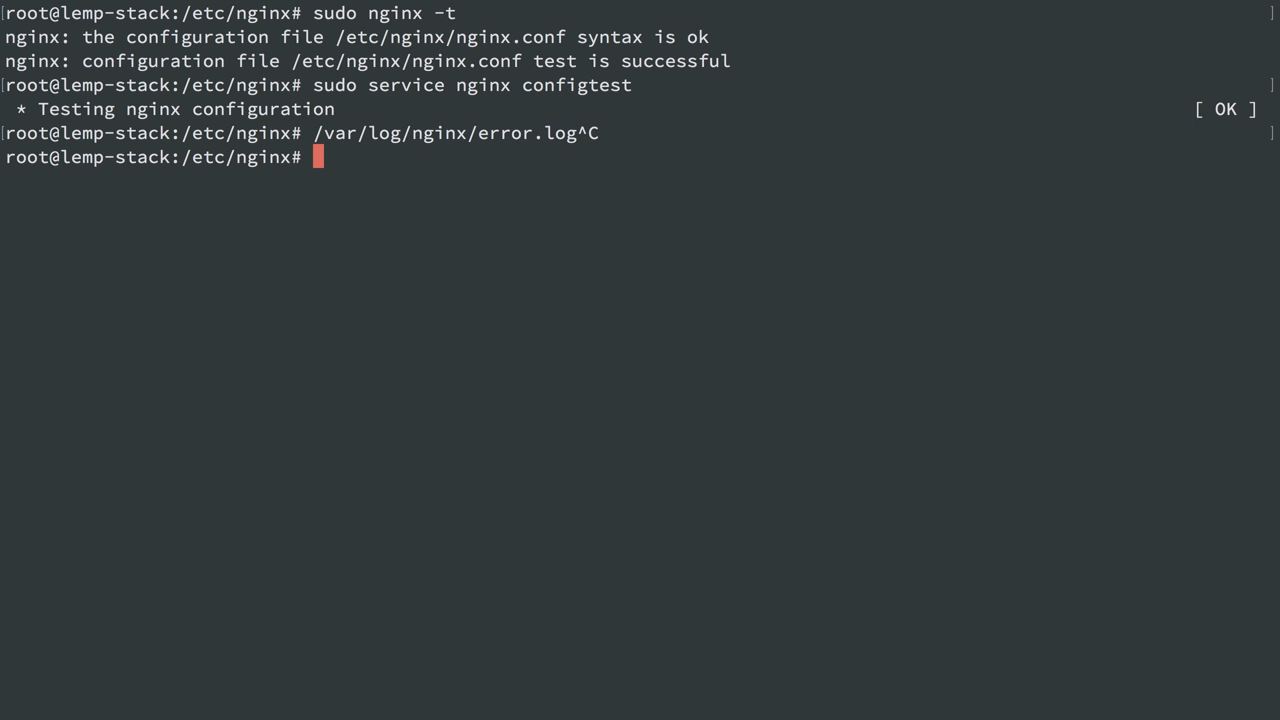 [root@lemp-stack:/etc/nginx# sudo nginx -t ]
nginx: the configuration file /etc/nginx/nginx.conf syntax is ok
nginx: configuration file /etc/nginx/nginx.conf test is successful
[root@lemp-stack:/etc/nginx# sudo service nginx configtest ]
* Testing nginx configuration [ OK ]
[root@lemp-stack:/etc/nginx# /var/log/nginx/error.log^C ]
root@lemp-stack:/etc/nginx#